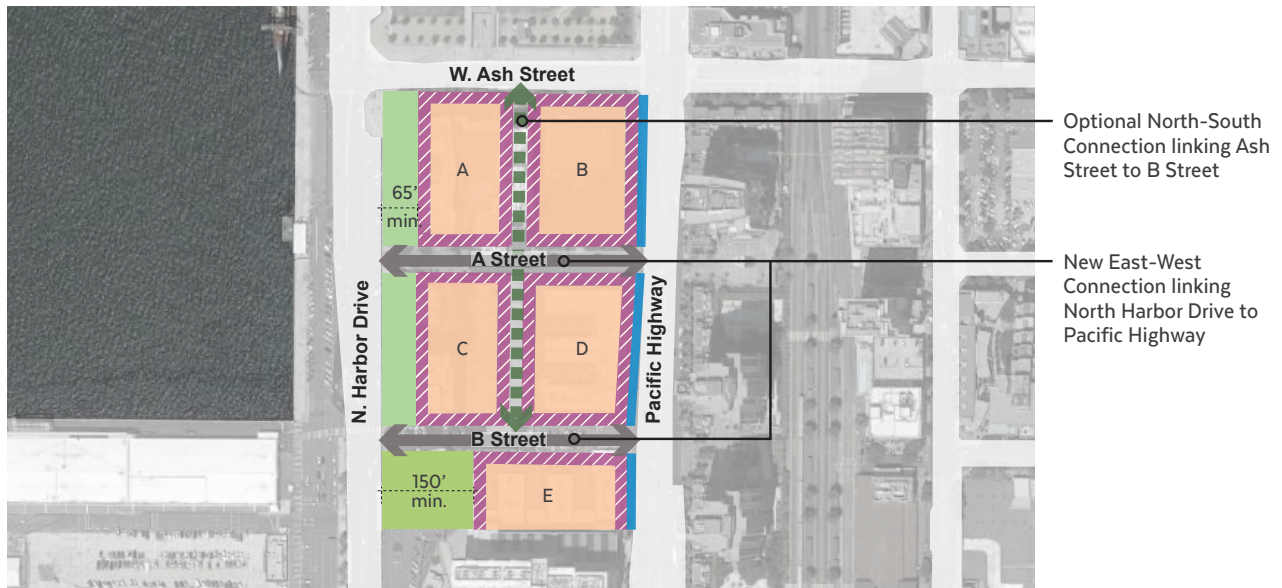 W. Ash Street
A
B
65'
min.
A Street
N. Harbor Drive
C
D
Pacific Highway
B Street
150'
min.
E
Optional North-South
Connection linking Ash
Street to B Street
New East-West
Connection linking
North Harbor Drive to
Pacific Highway